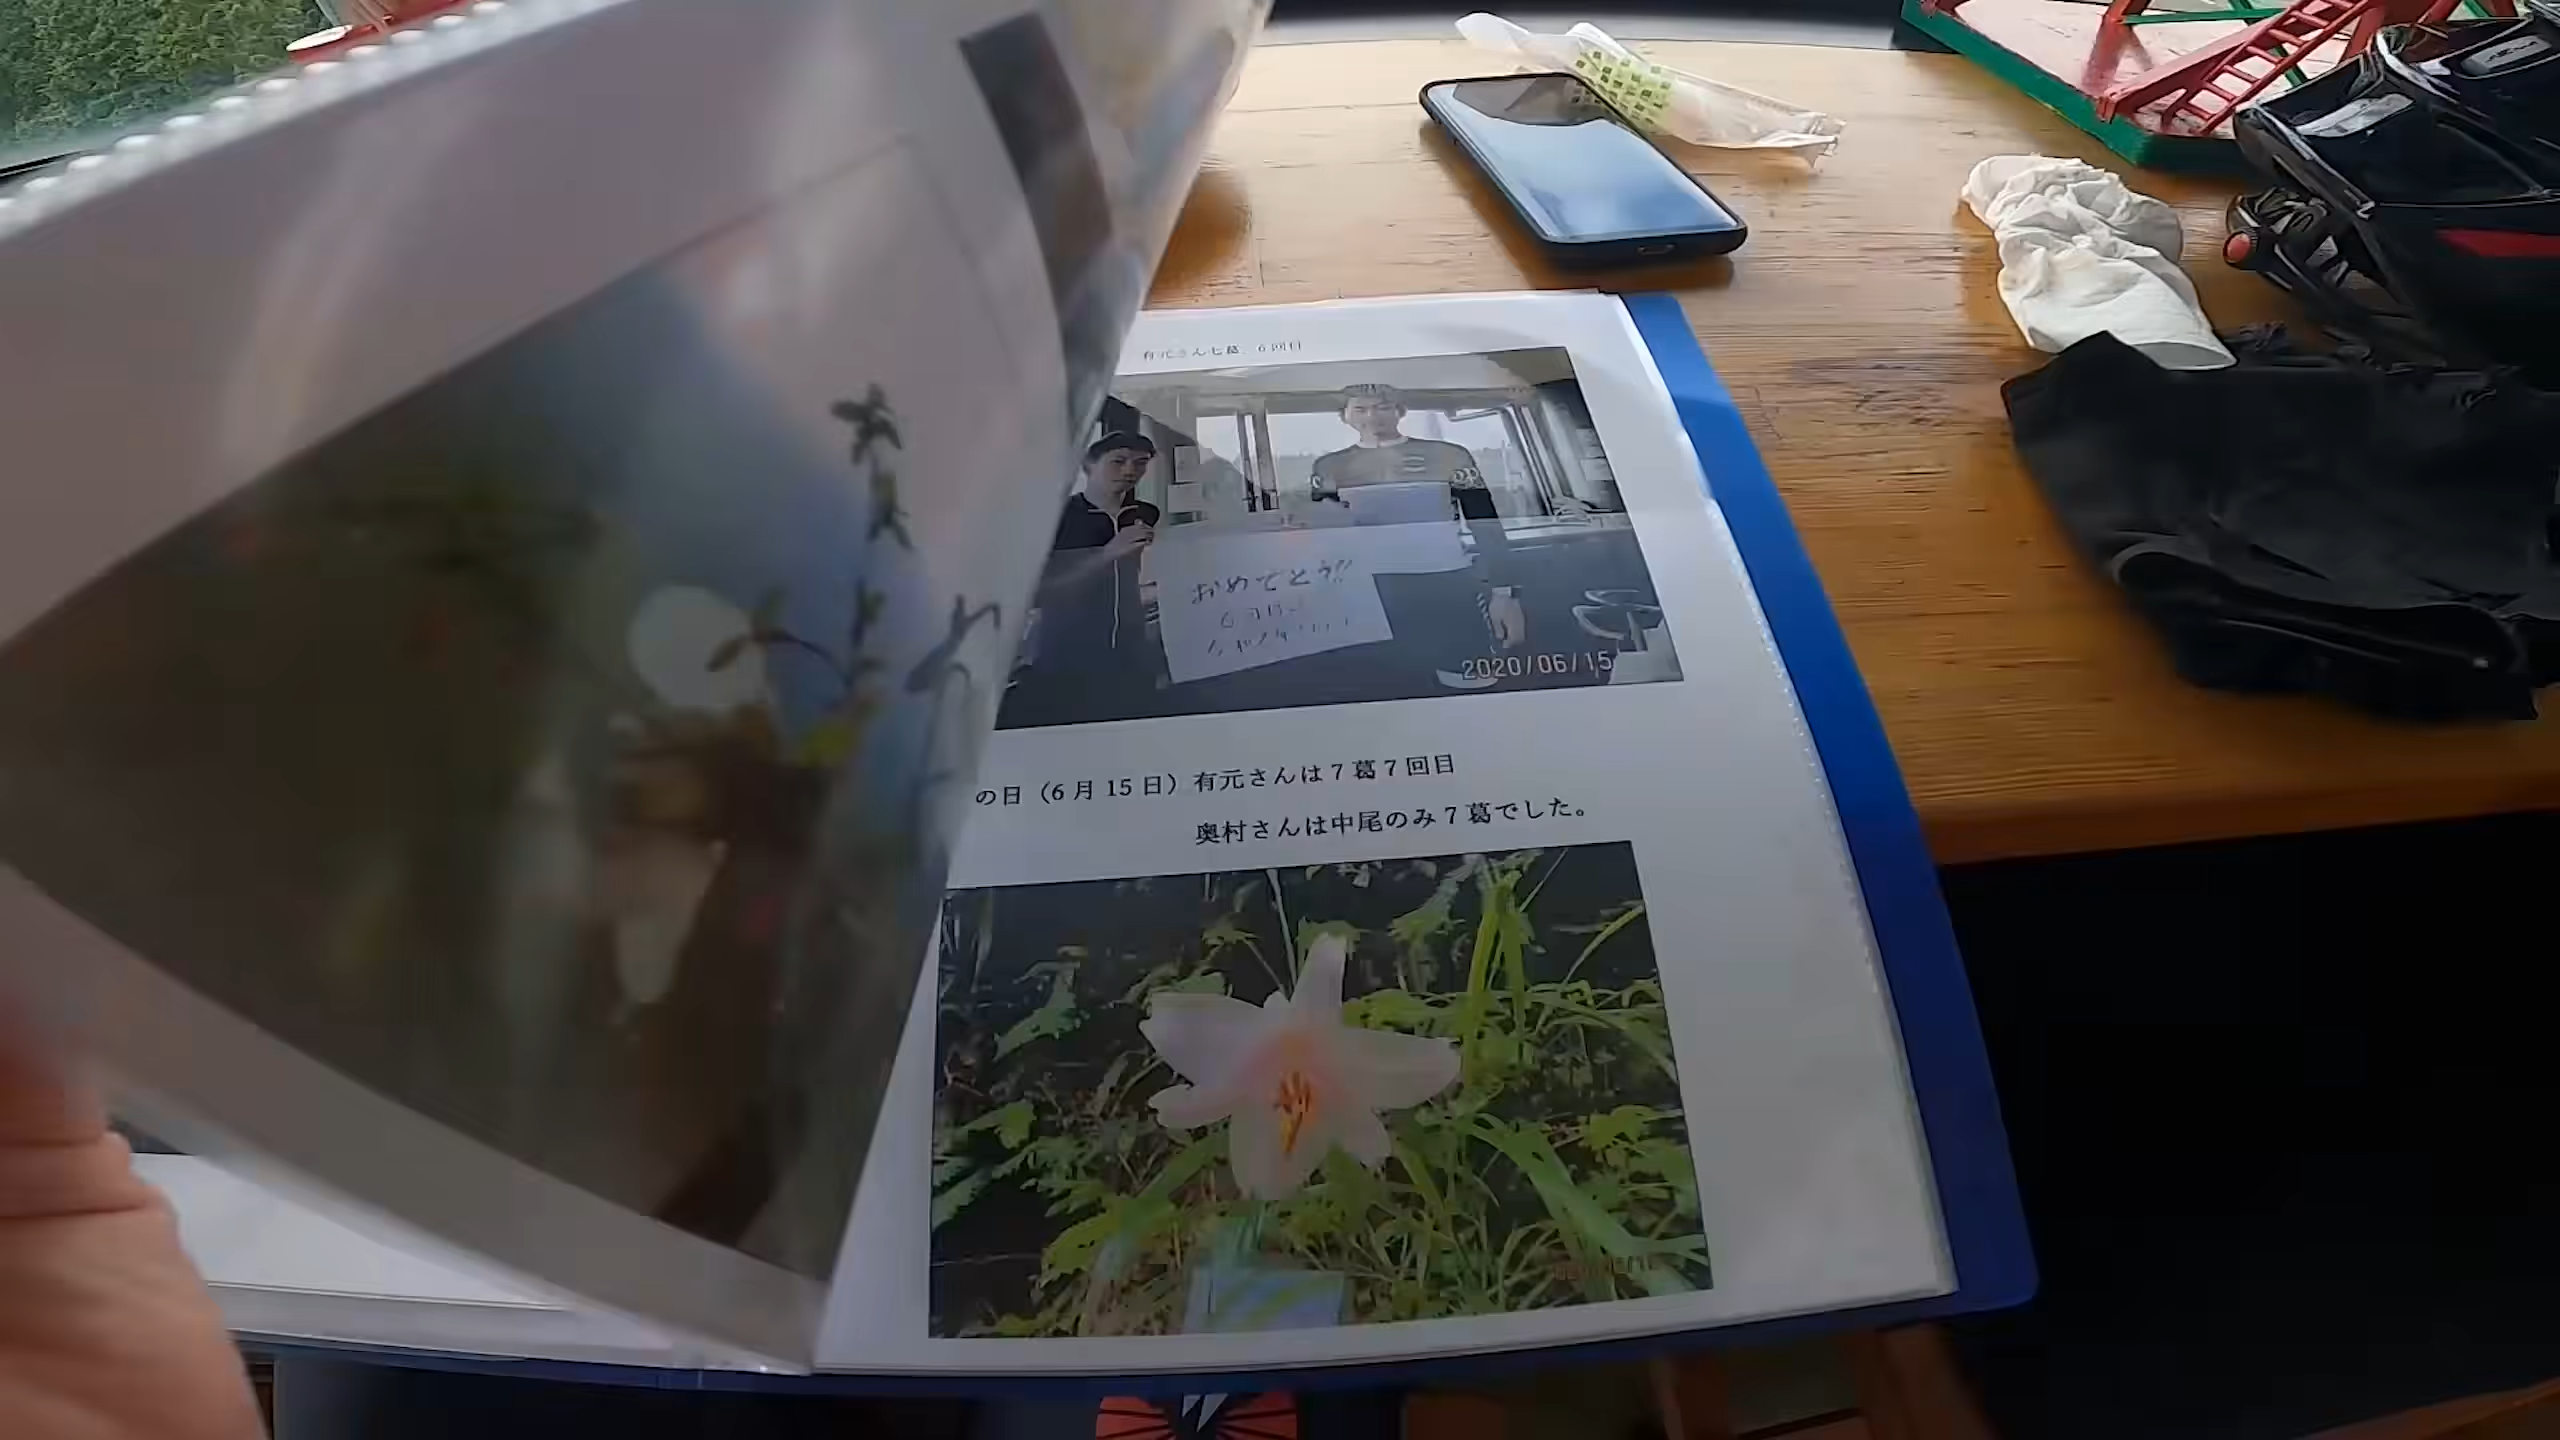 有元さん七葛、6回目
おめでとう!!
2020/06/15
の日（6月15日）有元さんは7葛7回目
奥村さんは中尾のみ7葛でした。